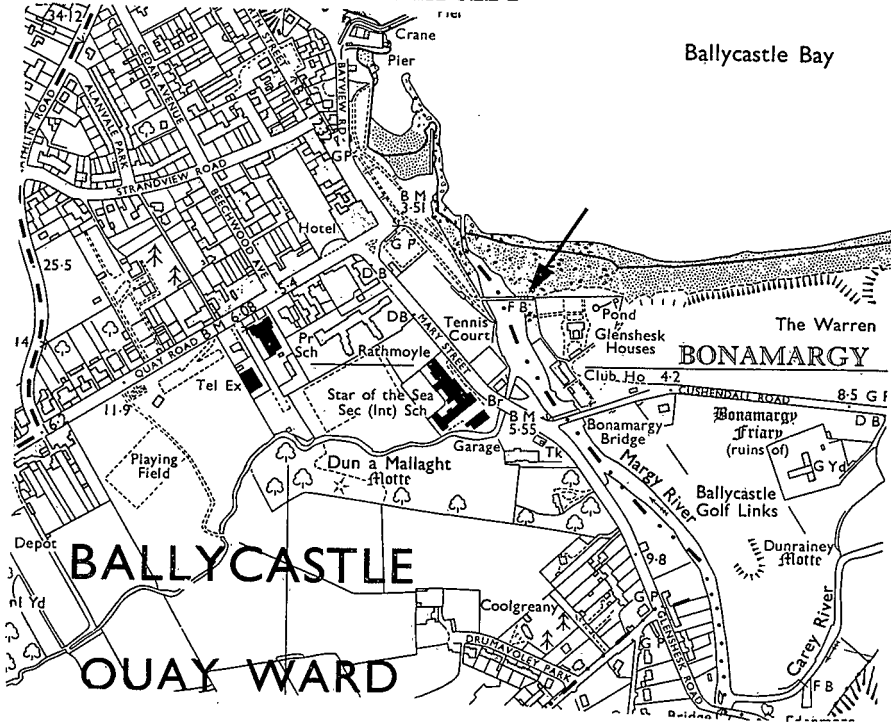 34·12
Crane
Pier
Ballycastle Bay
CEDAR AVENUE
ALANVALE PARK
BAYVIEW RD
G P
STRANDVIEW ROAD
BEECHWOOD AVE
B M
3·51
Hotel
G P
25·5
5·4
D B
QUAY ROAD B M 6·08
DB
MARY STREET
Tennis
Court
F B
Pond
Glenshesk
Houses
The Warren
BONAMARGY
14
Pr
Sch
Rathmoyle
Tel Ex
Star of the Sea
Sec (Int) Sch
Club Ho 4·2
CUSHENDALL ROAD
8·5 G P
11·9
6·2
Br
B M
5·55
Garage
Tk
Bonamargy
Bridge
Bonamargy
Friary
(ruins of)
D B
G Yd
Playing
Field
Dun a Mallaght
Motte
Margy River
Ballycastle
Golf Links
Depot
Dunrainey
Motte
BALLYCASTLE
9·8
Coolgreany
G P
GLENSHESK ROAD
Carey River
DRUMAVOLEY PARK
QUAY WARD
F B